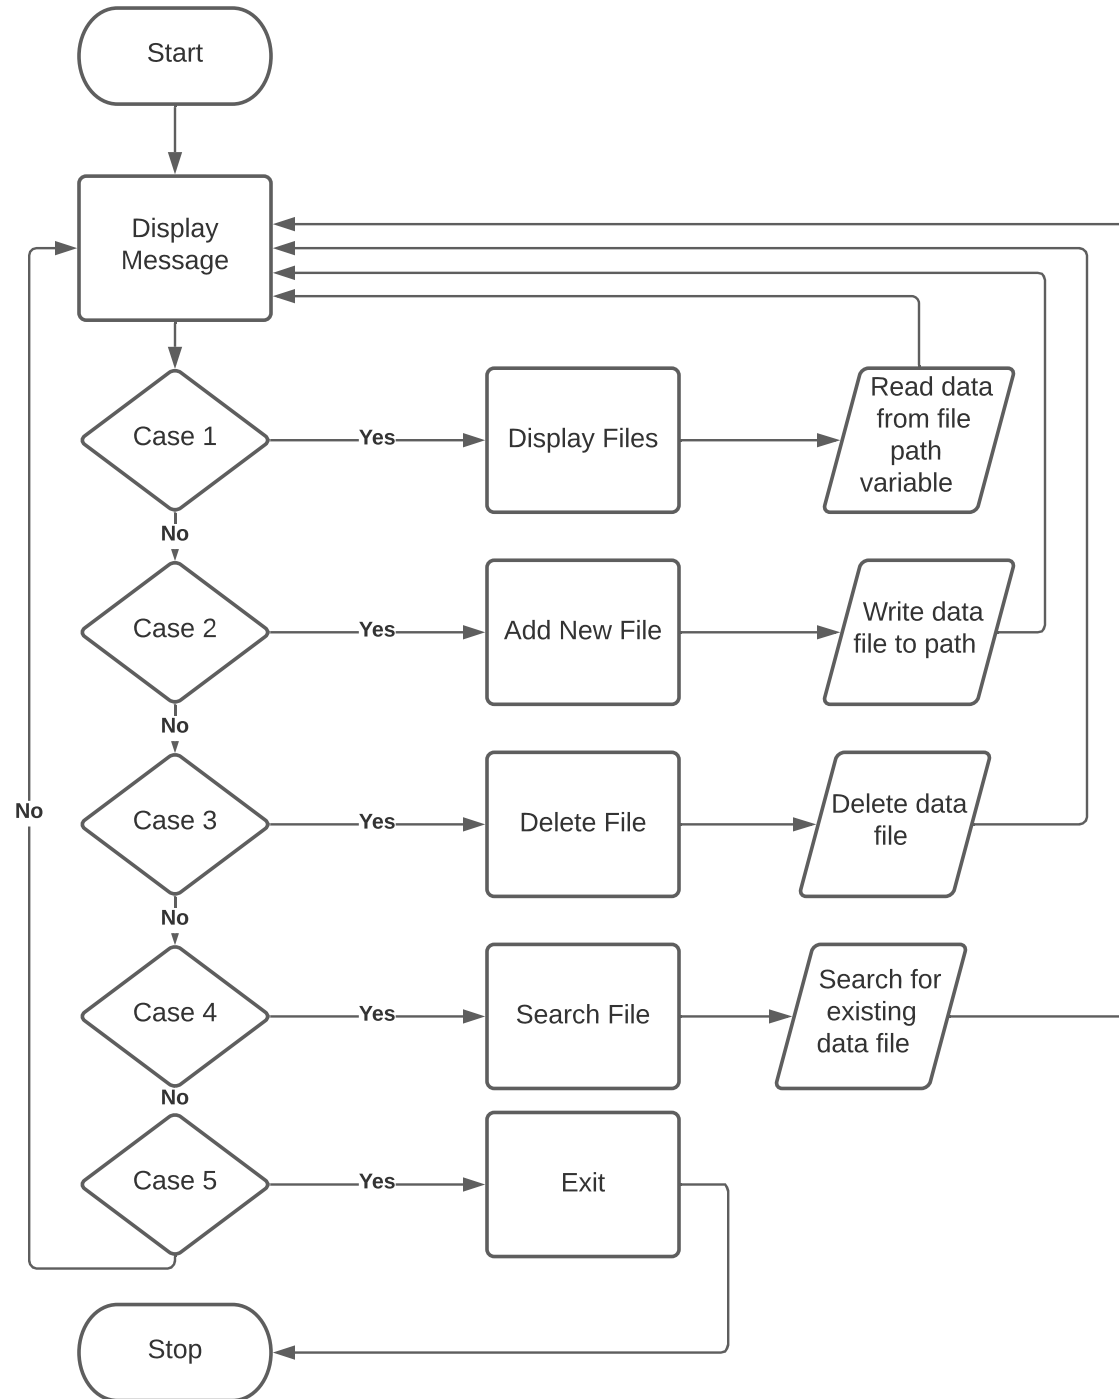 Start
Display
Message
Case 1
Yes
Display Files
Read data
from file
path
variable
No
Case 2
Yes
Add New File
Write data
file to path
No
Case 3
Yes
Delete File
Delete data
file
No
No
Case 4
Yes
Search File
Search for
existing
data file
No
Case 5
Yes
Exit
Stop